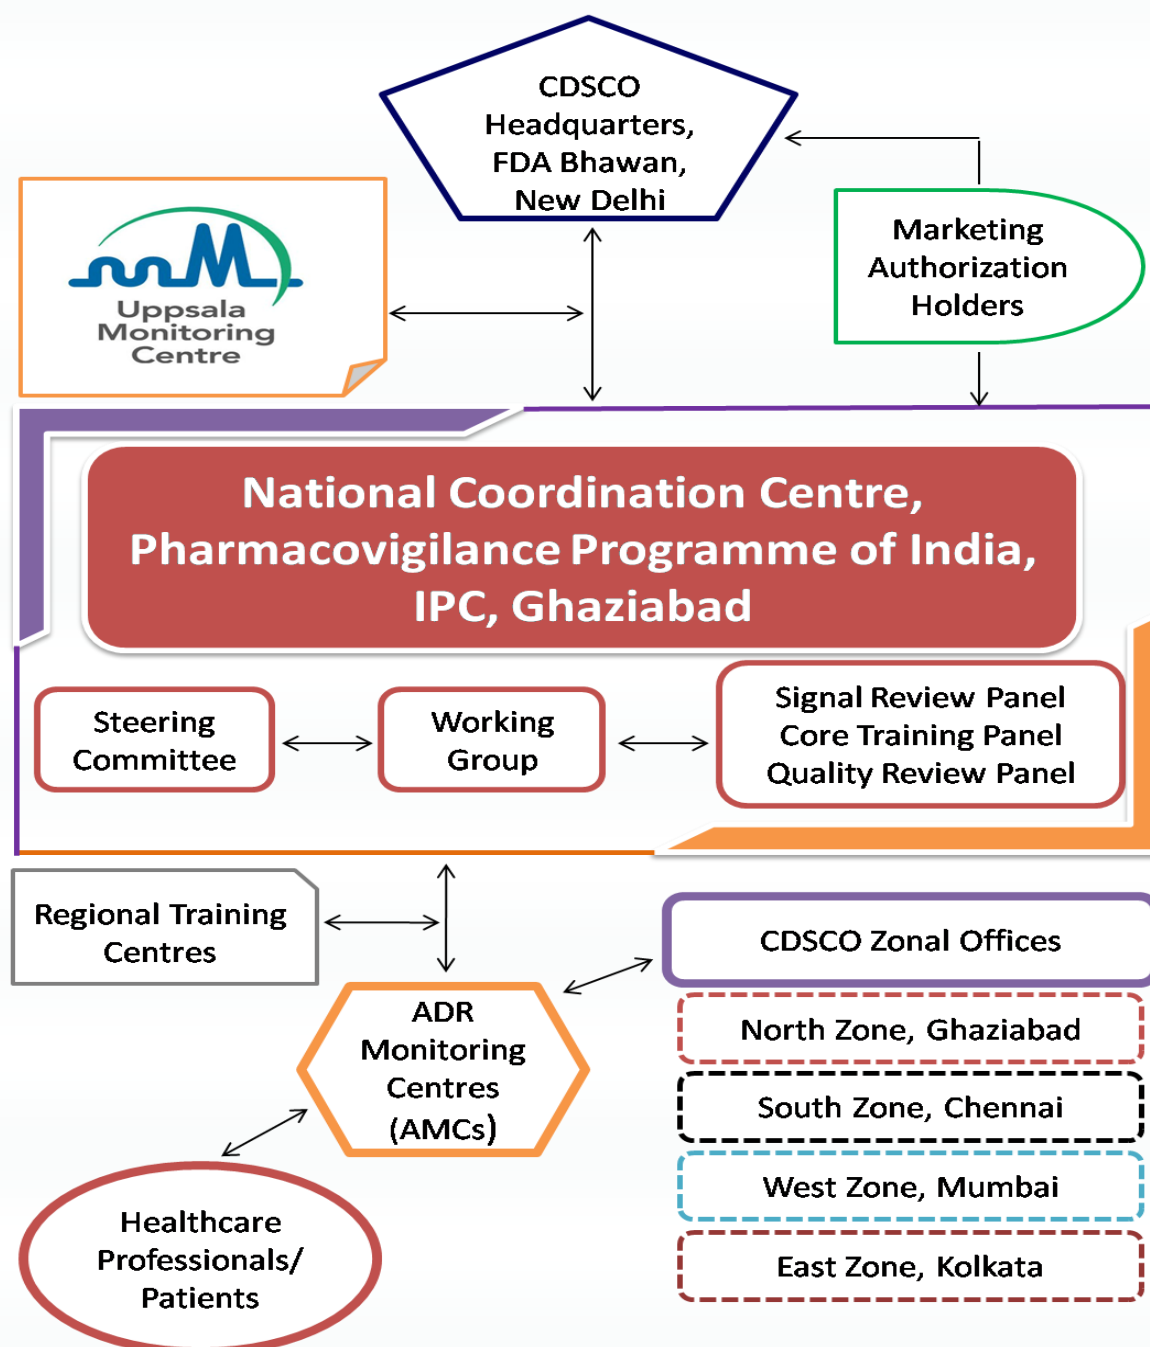 CDSCO
Headquarters,
FDA Bhawan,
New Delhi
Uppsala
Monitoring
Centre
Marketing
Authorization
Holders
National Coordination Centre,
Pharmacovigilance Programme of India,
IPC, Ghaziabad
Steering
Committee
Working
Group
Signal Review Panel
Core Training Panel
Quality Review Panel
Regional Training
Centres
ADR
Monitoring
Centres
(AMCs)
CDSCO Zonal Offices
North Zone, Ghaziabad
South Zone, Chennai
West Zone, Mumbai
East Zone, Kolkata
Healthcare
Professionals/
Patients